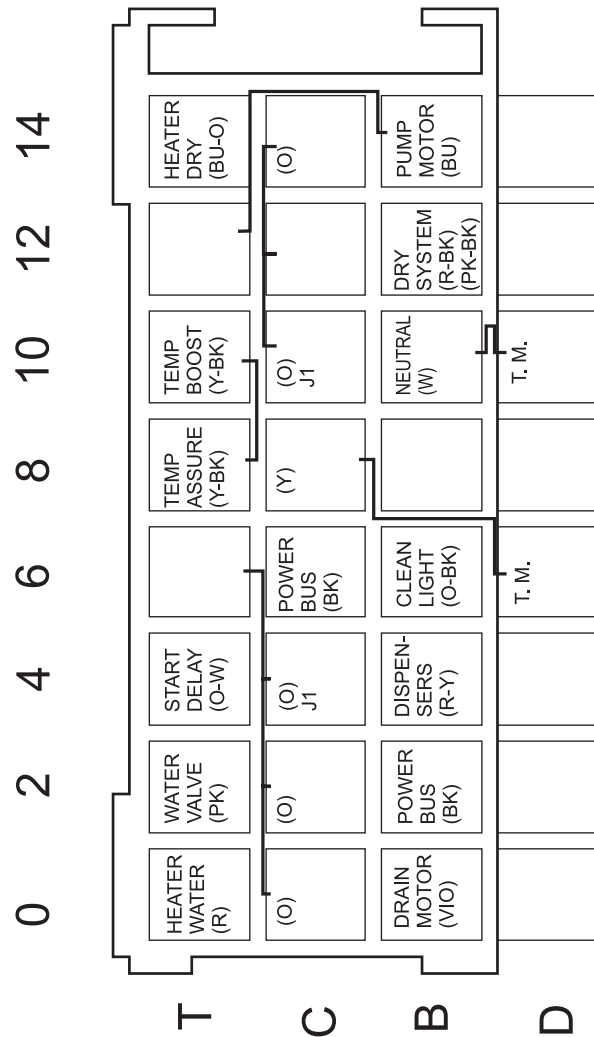 0 2 4 6 8 10 12 14
T
HEATER
WATER
(R)
WATER
VALVE
(PK)
START
DELAY
(O-W)
TEMP
ASSURE
(Y-BK)
TEMP
BOOST
(Y-BK)
HEATER
DRY
(BU-O)
C
(O)
(O)
(O)
J1
POWER
BUS
(BK)
(Y)
(O)
J1
(O)
B
DRAIN
MOTOR
(VIO)
POWER
BUS
(BK)
DISPEN-
SERS
(R-Y)
CLEAN
LIGHT
(O-BK)
NEUTRAL
(W)
DRY
SYSTEM
(R-BK)
(PK-BK)
PUMP
MOTOR
(BU)
D
T. M.
T. M.